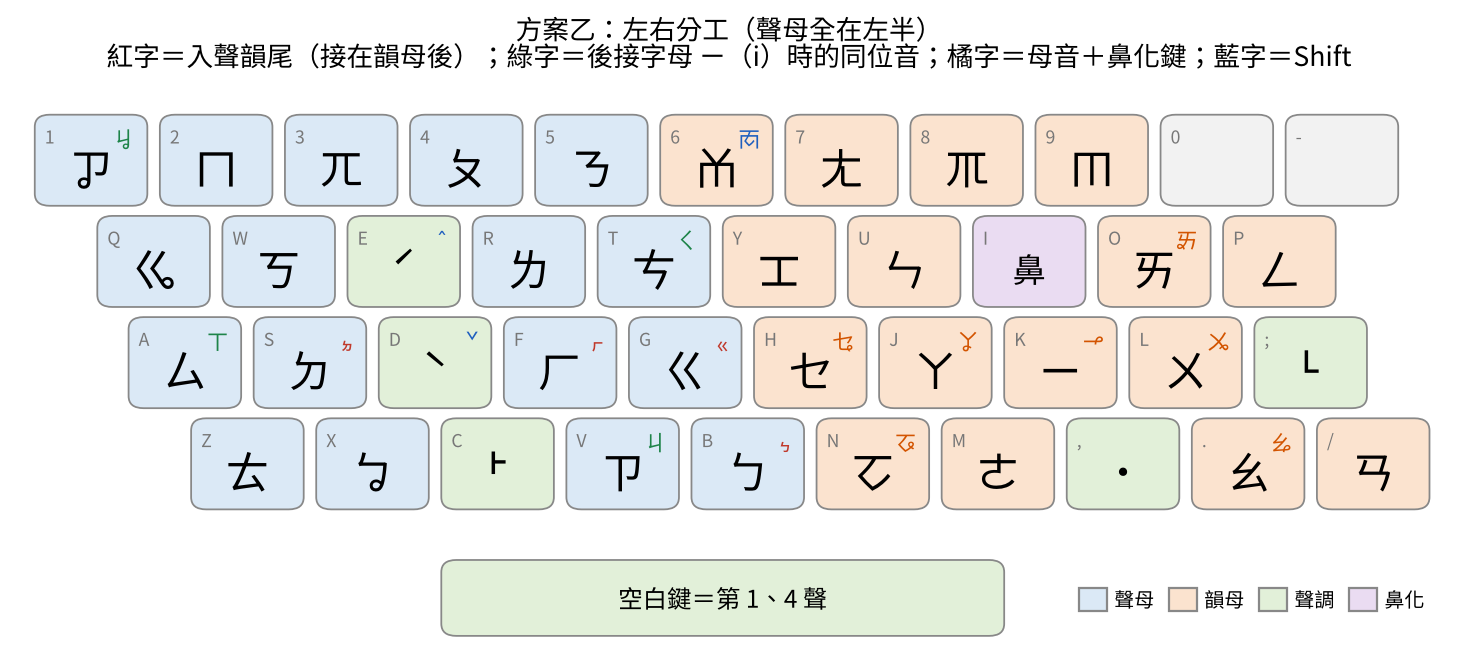 方案乙：左右分工（聲母全在左半）
紅字＝入聲韻尾（接在韻母後）；綠字＝後接字母 ㄧ（i）時的同位音；橘字＝母音＋鼻化鍵；藍字＝Shift
1 ㆡ ㆢ 2 ㄇ 3 ㄫ 4 ㄆ 5 ㄋ 6 ㆰ ㆱ 7 ㄤ 8 ㆭ 9 ㆬ 0 -
Q ㆣ W ㄎ E ˊ ˆ R ㄌ T ㄘ ㄑ Y ㆤ U ㄣ I 鼻 O ㄞ ㆮ P ㄥ
A ㄙ ㄒ S ㄉ ㆵ D ˋ ˇ F ㄏ ㆷ G ㄍ ㆶ H ㄝ ㆥ J ㄚ ㆩ K ㄧ ㆪ L ㄨ ㆫ ; ㆐
Z ㄊ X ㆠ C ㆏ V ㄗ ㄐ B ㄅ ㆴ N ㆦ ㆧ M ㄜ , ˙ . ㄠ ㆯ / ㄢ
空白鍵＝第 1、4 聲
聲母 韻母 聲調 鼻化